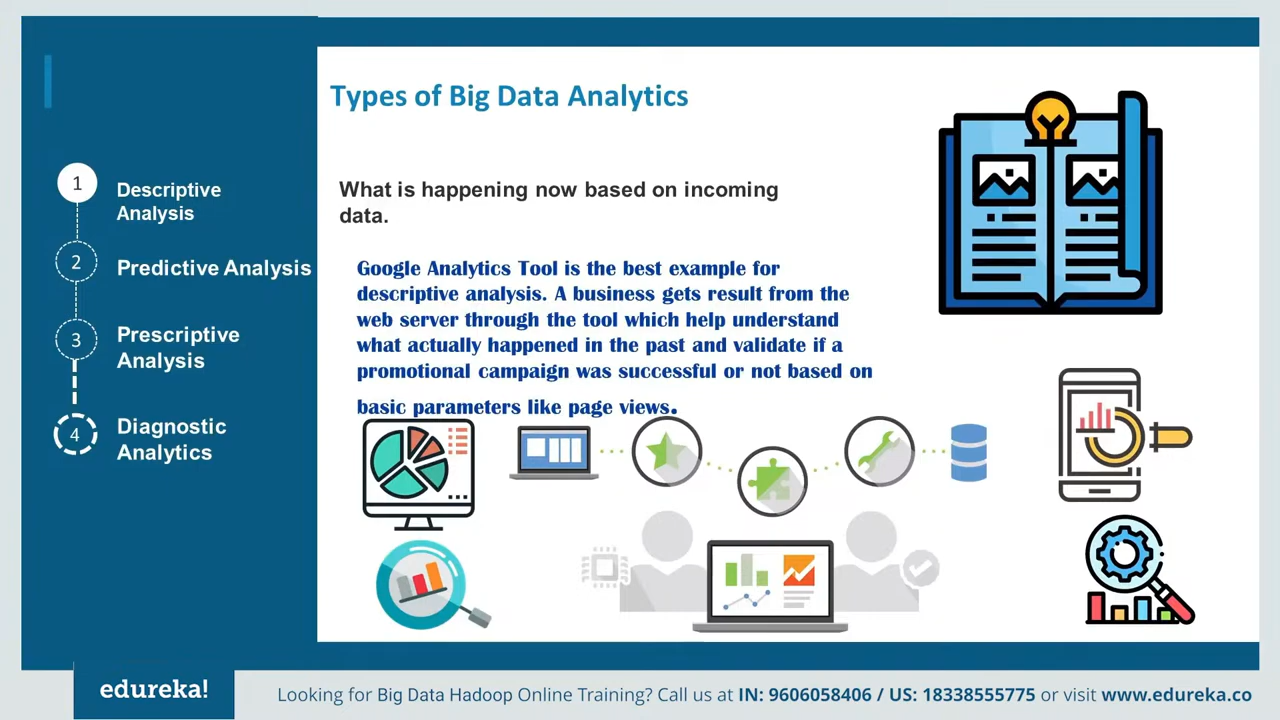 Types of Big Data Analytics
1
Descriptive
Analysis
2
Predictive Analysis
3
Prescriptive
Analysis
4
Diagnostic
Analytics
What is happening now based on incoming
data.
Google Analytics Tool is the best example for
descriptive analysis. A business gets result from the
web server through the tool which help understand
what actually happened in the past and validate if a
promotional campaign was successful or not based on
basic parameters like page views.
edureka!
Looking for Big Data Hadoop Online Training? Call us at IN: 9606058406 / US: 18338555775 or visit www.edureka.co